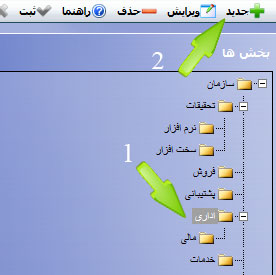 جدید ویرایش حذف راهنما ثبت
2
بخش ها
سازمان
تحقیقات
نرم افزار
سخت افزار
فروش
1
پشتیبانی
اداری
مالی
خدمات